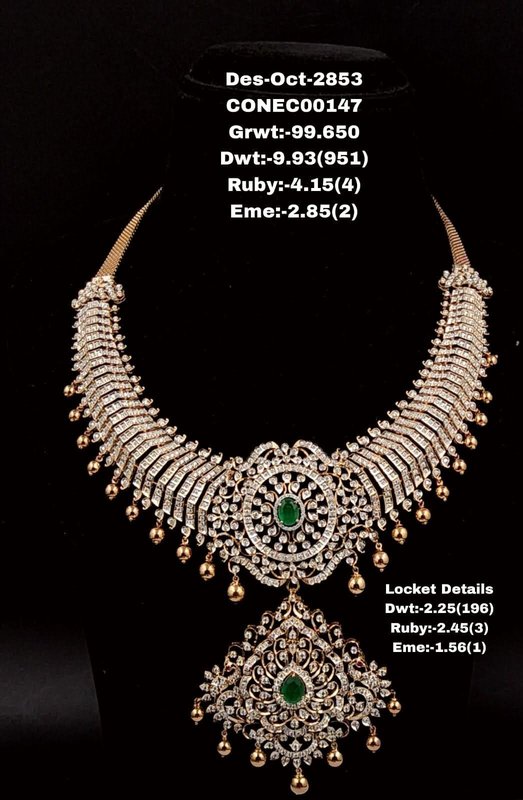 Des-Oct-2853
CONEC00147
Grwt:-99.650
Dwt:-9.93(951)
Ruby:-4.15(4)
Eme:-2.85(2)
Locket Details
Dwt:-2.25(196)
Ruby:-2.45(3)
Eme:-1.56(1)